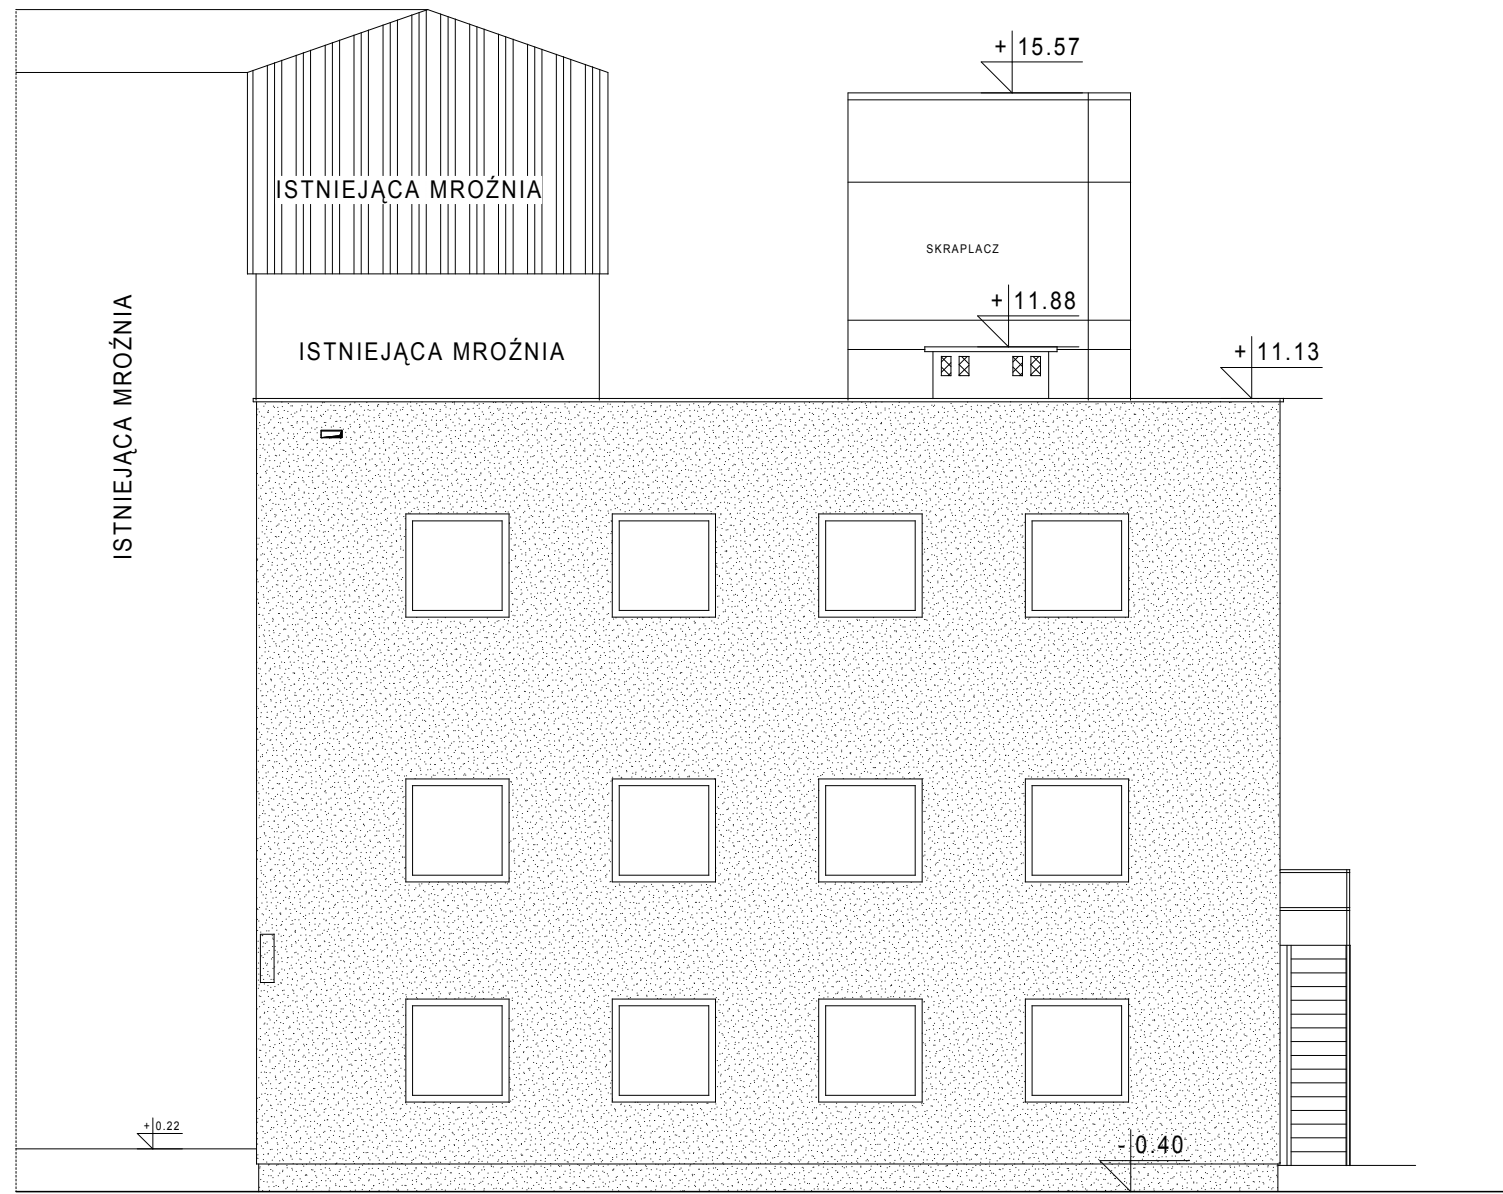 +15.57
ISTNIEJĄCA MROŹNIA
SKRAPLACZ
+11.88
+11.13
ISTNIEJĄCA MROŹNIA
ISTNIEJĄCA MROŹNIA
+0.22
-0.40